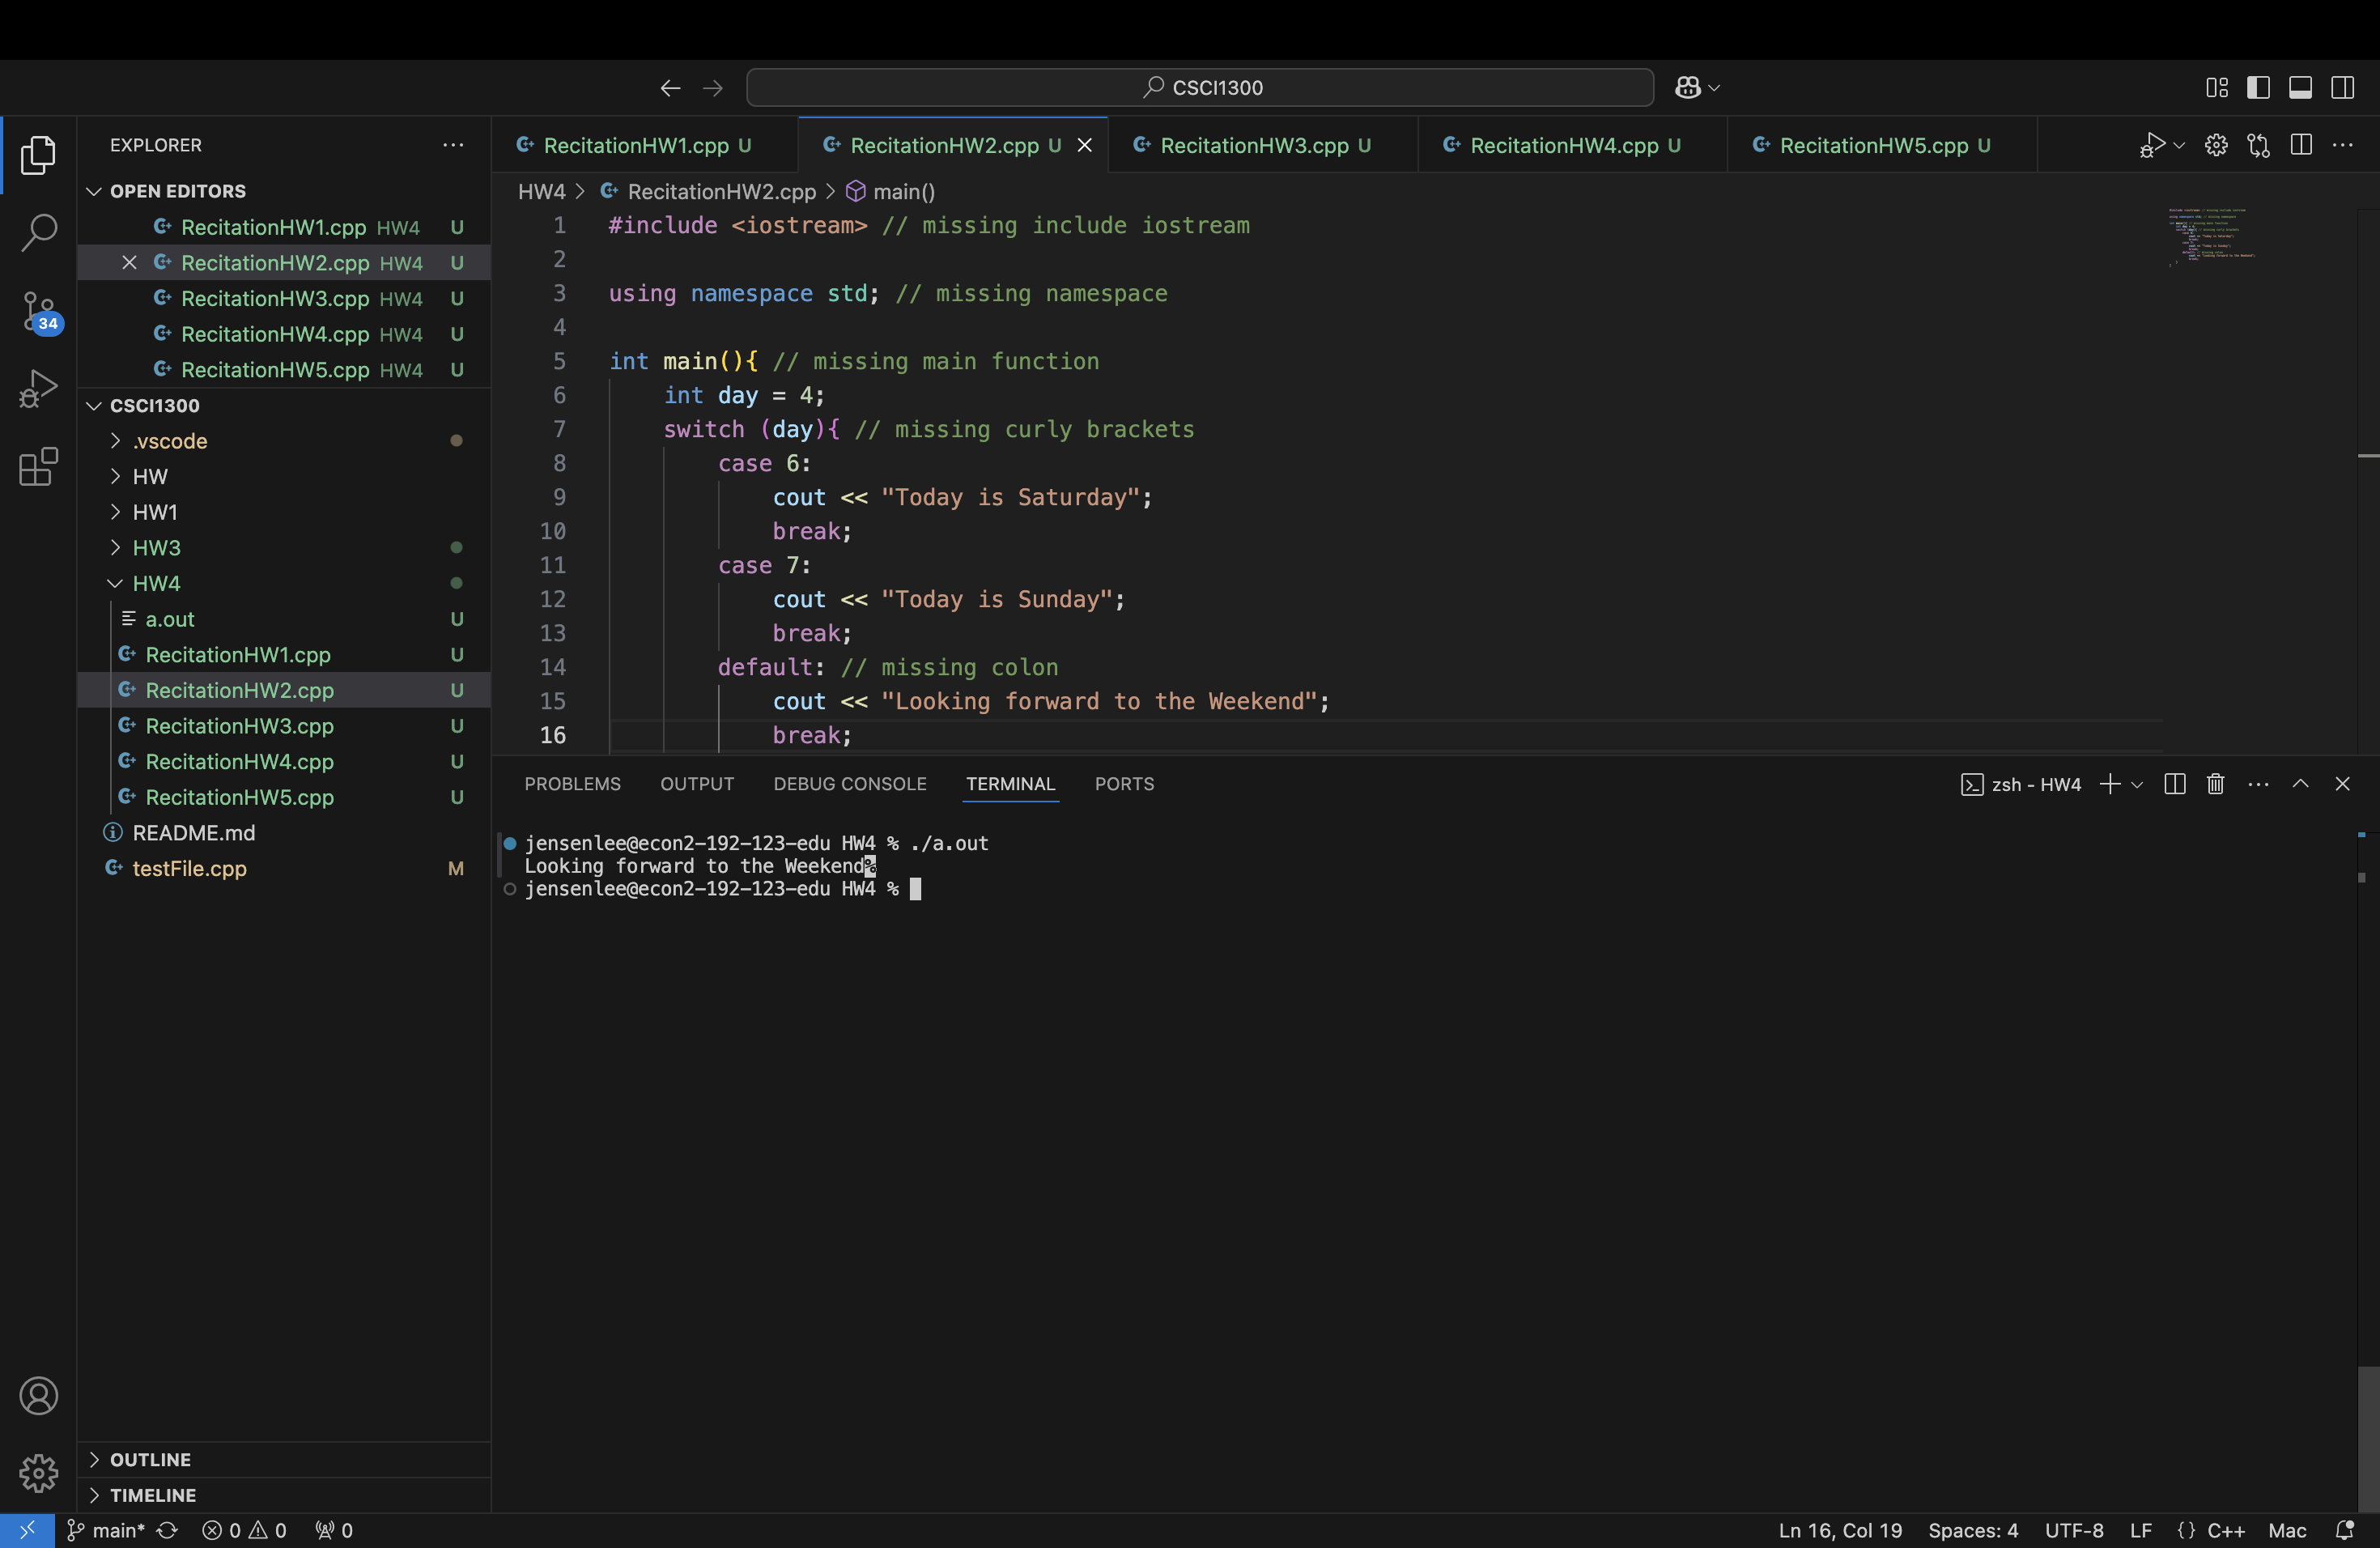 CSCI1300
EXPLORER
OPEN EDITORS
RecitationHW1.cpp HW4 U
RecitationHW2.cpp HW4 U
RecitationHW3.cpp HW4 U
RecitationHW4.cpp HW4 U
RecitationHW5.cpp HW4 U
CSCI1300
.vscode
HW
HW1
HW3
HW4
a.out U
RecitationHW1.cpp U
RecitationHW2.cpp U
RecitationHW3.cpp U
RecitationHW4.cpp U
RecitationHW5.cpp U
README.md
testFile.cpp M
OUTLINE
TIMELINE
34
RecitationHW1.cpp U RecitationHW2.cpp U RecitationHW3.cpp U RecitationHW4.cpp U RecitationHW5.cpp U
HW4 > RecitationHW2.cpp > main()
1 #include <iostream> // missing include iostream
2
3 using namespace std; // missing namespace
4
5 int main(){ // missing main function
6 int day = 4;
7 switch (day){ // missing curly brackets
8 case 6:
9 cout << "Today is Saturday";
10 break;
11 case 7:
12 cout << "Today is Sunday";
13 break;
14 default: // missing colon
15 cout << "Looking forward to the Weekend";
16 break;
PROBLEMS OUTPUT DEBUG CONSOLE TERMINAL PORTS
zsh - HW4
jensenlee@econ2-192-123-edu HW4 % ./a.out
Looking forward to the Weekend%
jensenlee@econ2-192-123-edu HW4 %
main* 0 0 0
Ln 16, Col 19 Spaces: 4 UTF-8 LF {} C++ Mac